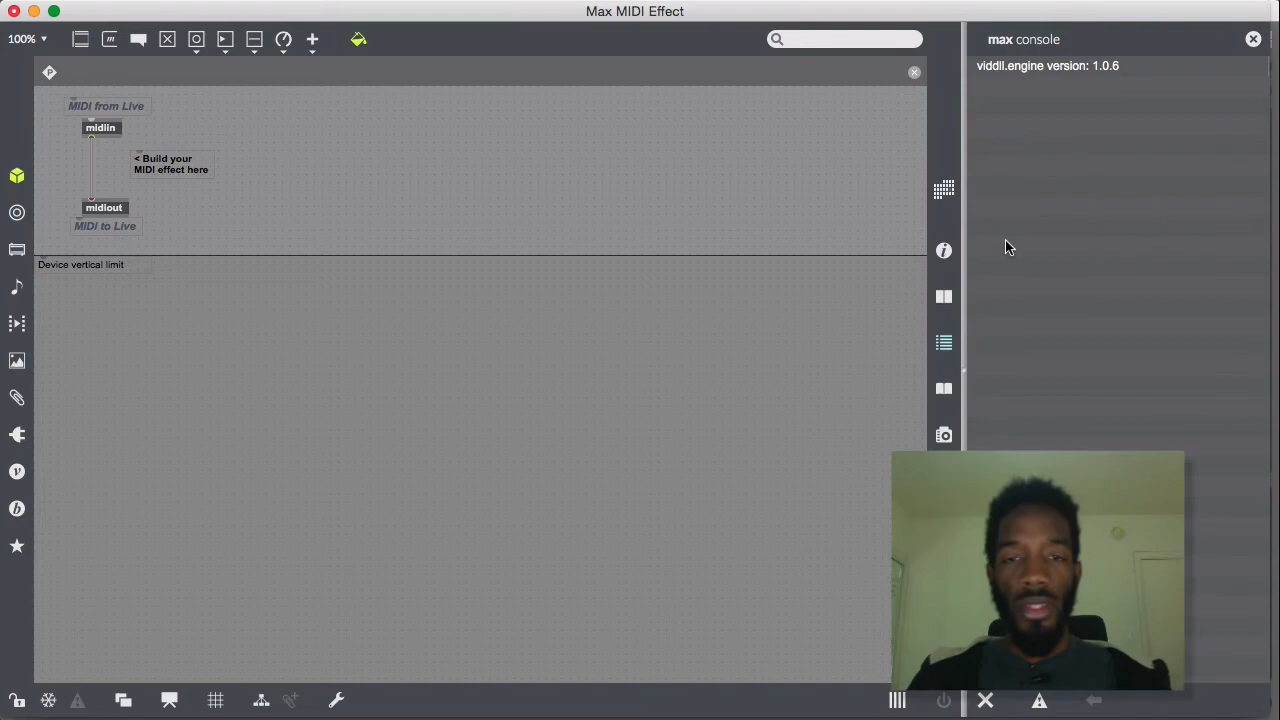 Max MIDI Effect
100%
max console
viddll.engine version: 1.0.6
MIDI from Live
midiin
< Build your
MIDI effect here
midiout
MIDI to Live
Device vertical limit